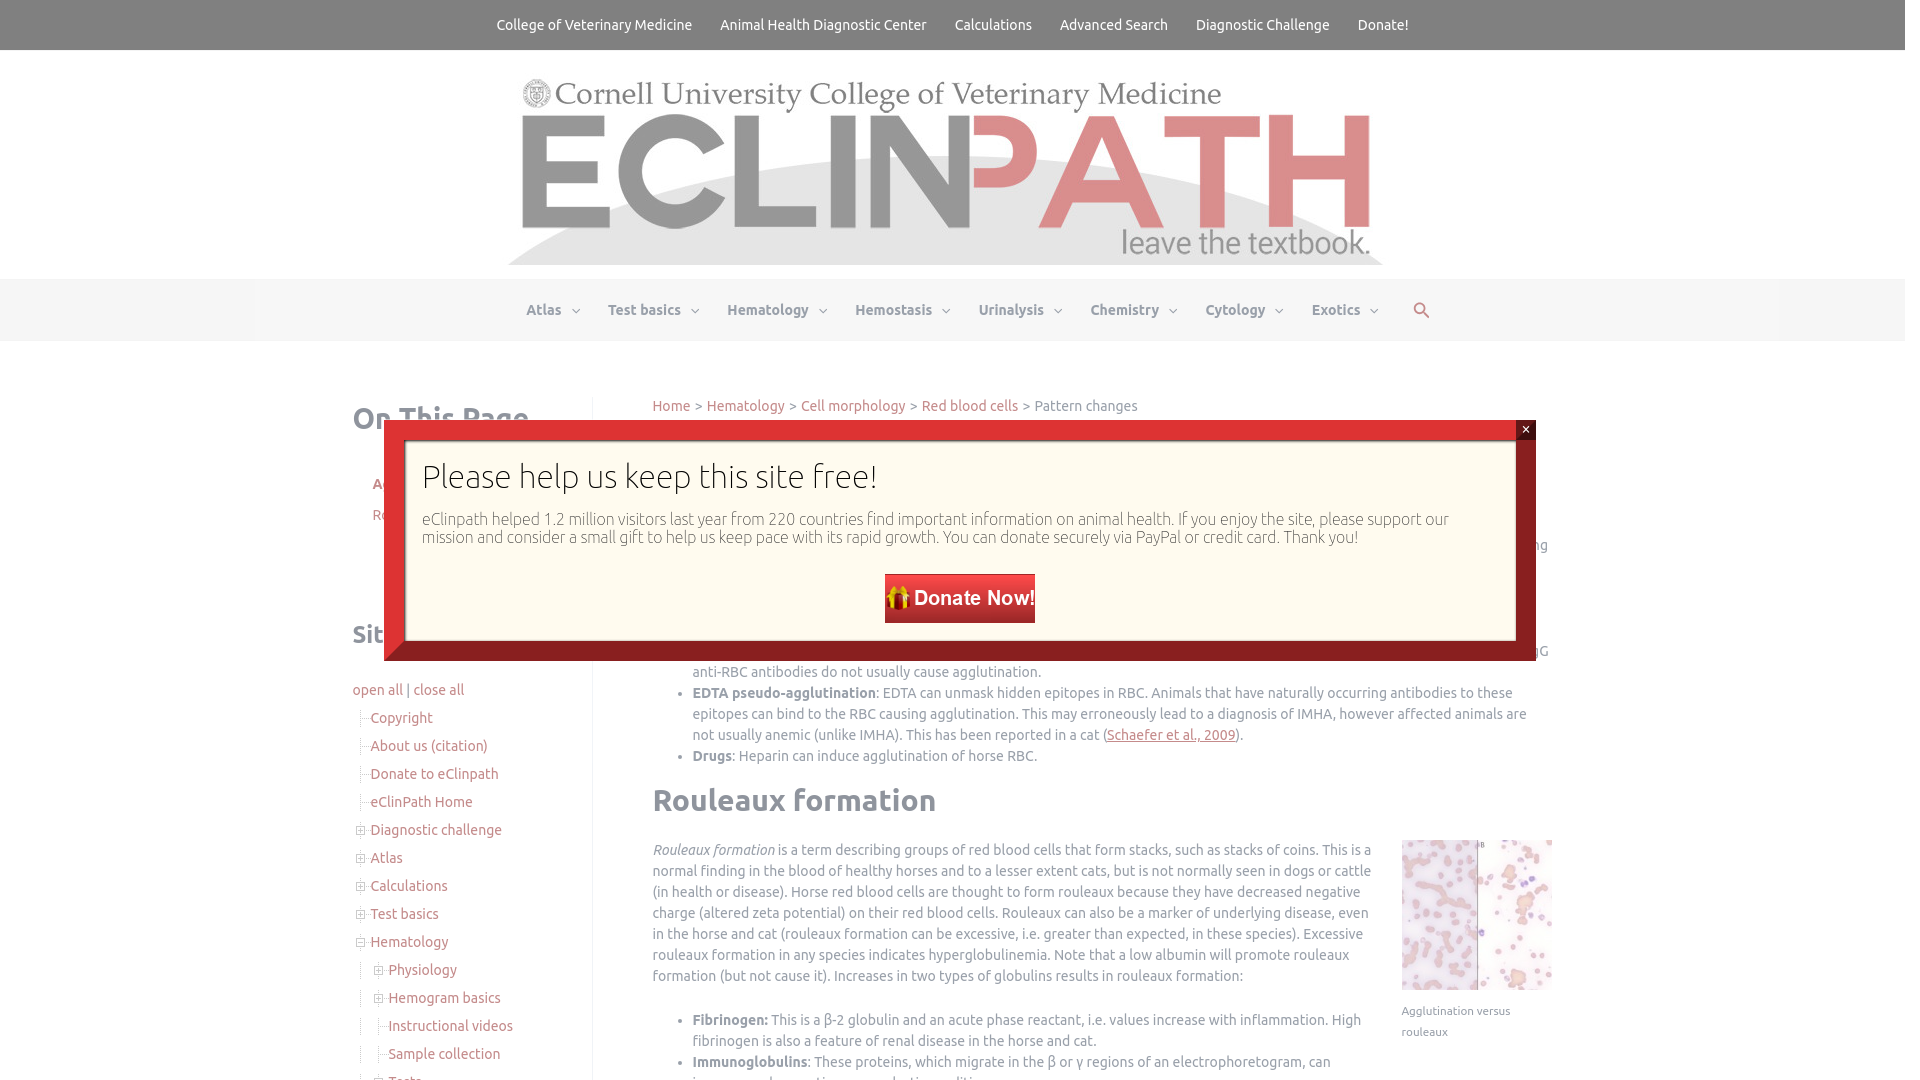 College of Veterinary Medicine Animal Health Diagnostic Center Calculations Advanced Search Diagnostic Challenge Donate!
Cornell University College of Veterinary Medicine
ECLINPATH
leave the textbook.
Atlas Test basics Hematology Hemostasis Urinalysis Chemistry Cytology Exotics
On This Page
Home > Hematology > Cell morphology > Red blood cells > Pattern changes
×
Please help us keep this site free!
eClinpath helped 1.2 million visitors last year from 220 countries find important information on animal health. If you enjoy the site, please support our
mission and consider a small gift to help us keep pace with its rapid growth. You can donate securely via PayPal or credit card. Thank you!
Donate Now!
open all | close all
Copyright
About us (citation)
Donate to eClinpath
eClinPath Home
Diagnostic challenge
Atlas
Calculations
Test basics
Hematology
Physiology
Hemogram basics
Instructional videos
Sample collection
Tests
anti-RBC antibodies do not usually cause agglutination.
• EDTA pseudo-agglutination: EDTA can unmask hidden epitopes in RBC. Animals that have naturally occurring antibodies to these
epitopes can bind to the RBC causing agglutination. This may erroneously lead to a diagnosis of IMHA, however affected animals are
not usually anemic (unlike IMHA). This has been reported in a cat (Schaefer et al., 2009).
• Drugs: Heparin can induce agglutination of horse RBC.
Rouleaux formation
Rouleaux formation is a term describing groups of red blood cells that form stacks, such as stacks of coins. This is a
normal finding in the blood of healthy horses and to a lesser extent cats, but is not normally seen in dogs or cattle
(in health or disease). Horse red blood cells are thought to form rouleaux because they have decreased negative
charge (altered zeta potential) on their red blood cells. Rouleaux can also be a marker of underlying disease, even
in the horse and cat (rouleaux formation can be excessive, i.e. greater than expected, in these species). Excessive
rouleaux formation in any species indicates hyperglobulinemia. Note that a low albumin will promote rouleaux
formation (but not cause it). Increases in two types of globulins results in rouleaux formation:
B
Agglutination versus
rouleaux
• Fibrinogen: This is a β-2 globulin and an acute phase reactant, i.e. values increase with inflammation. High
fibrinogen is also a feature of renal disease in the horse and cat.
• Immunoglobulins: These proteins, which migrate in the β or γ regions of an electrophoretogram, can